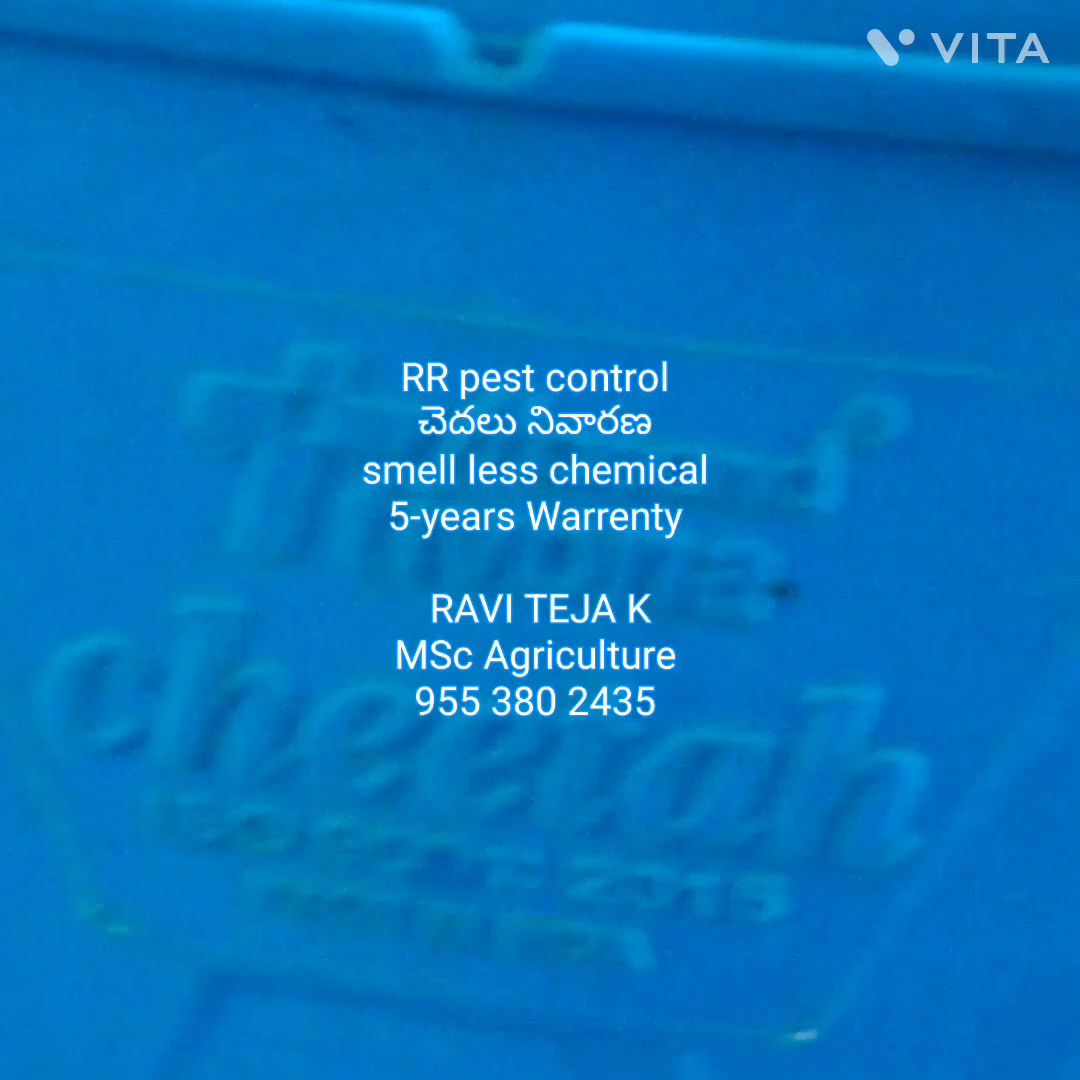 VITA
RR pest control
చెదలు నివారణ
smell less chemical
5-years Warrenty
RAVI TEJA K
MSc Agriculture
955 380 2435
cheetah